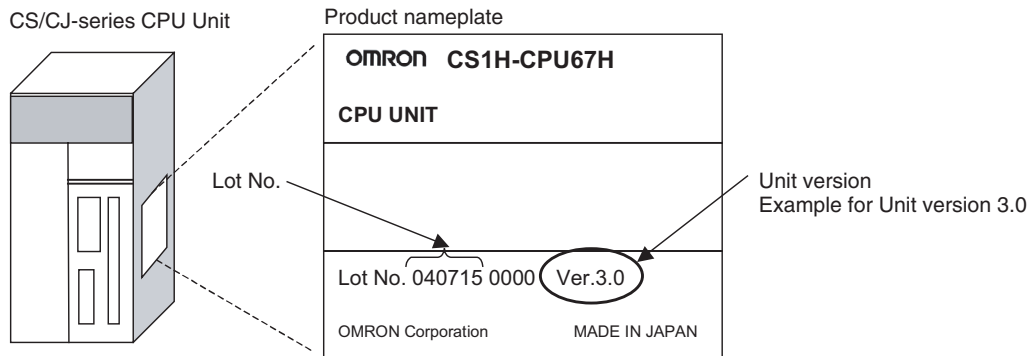 CS/CJ-series CPU Unit
Product nameplate
OMRON CS1H-CPU67H
CPU UNIT
Lot No.
Unit version
Example for Unit version 3.0
Lot No. 040715 0000 Ver.3.0
OMRON Corporation MADE IN JAPAN